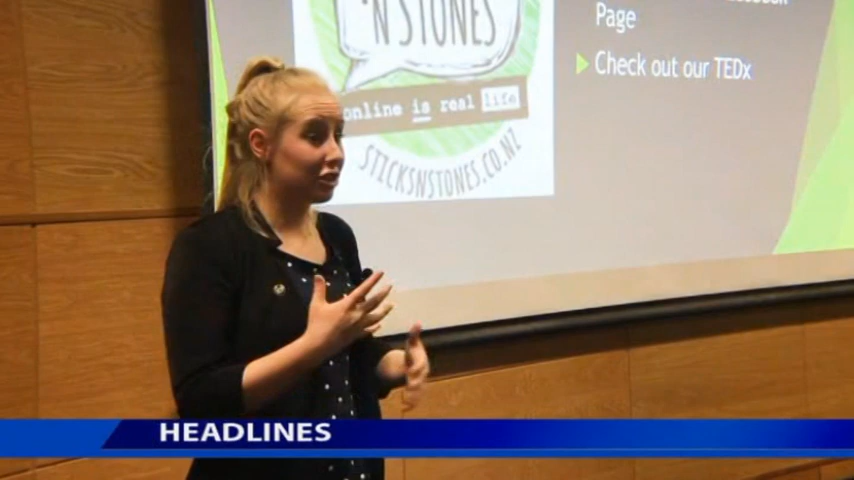 'N STONES
online is real life
STICKSNSTONES.CO.NZ
Page
Check out our TEDx
HEADLINES